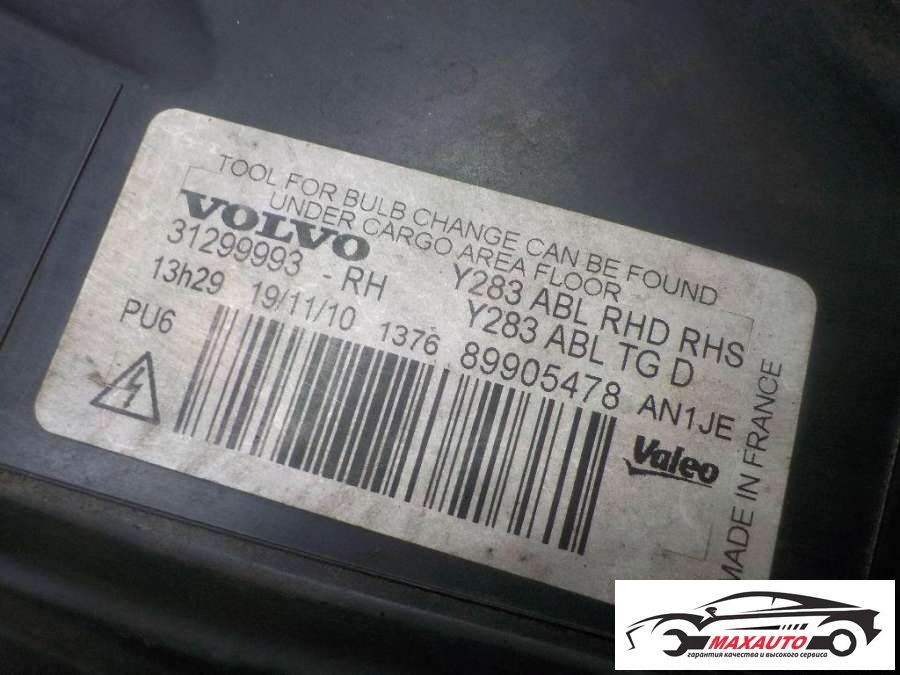 TOOL FOR BULB CHANGE CAN BE FOUND
UNDER CARGO AREA FLOOR
VOLVO
31299993 - RH
Y283 ABL RHD RHS
13h29 19/11/10 1376
Y283 ABL TG D
PU6
89905478 AN1JE
Valeo
MADE IN FRANCE
MAXAUTO
гарантия качества и высокого сервиса